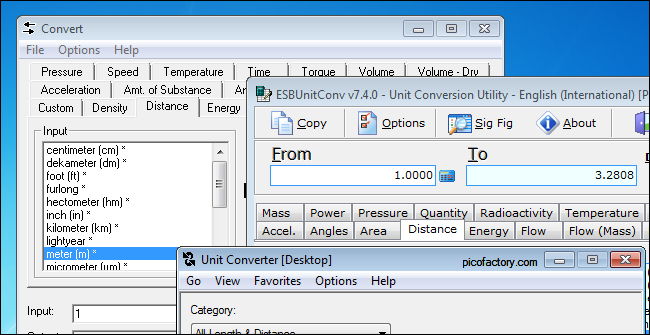 Convert
File Options Help
Pressure Speed Temperature Time Torque Volume Volume - Dry
Acceleration Amt. of Substance
Custom Density Distance Energy
Input
centimeter (cm) *
dekameter (dm) *
foot (ft) *
furlong *
hectometer (hm) *
inch (in) *
kilometer (km) *
lightyear *
meter (m) *
micrometer (µm) *
Input: 1
ESBUnitConv v7.4.0 - Unit Conversion Utility - English (International)
Copy Options Sig Fig About
From To
1.0000 3.2808
Mass Power Pressure Quantity Radioactivity Temperature
Accel. Angles Area Distance Energy Flow Flow (Mass)
Unit Converter [Desktop] picofactory.com
Go View Favorites Options Help
Category:
All Length & Distance